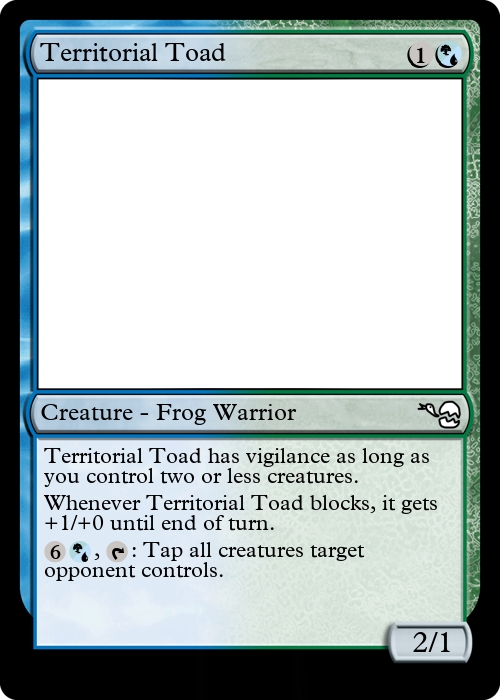 Territorial Toad 1
Creature - Frog Warrior
Territorial Toad has vigilance as long as
you control two or less creatures.
Whenever Territorial Toad blocks, it gets
+1/+0 until end of turn.
6 , : Tap all creatures target
opponent controls.
2/1